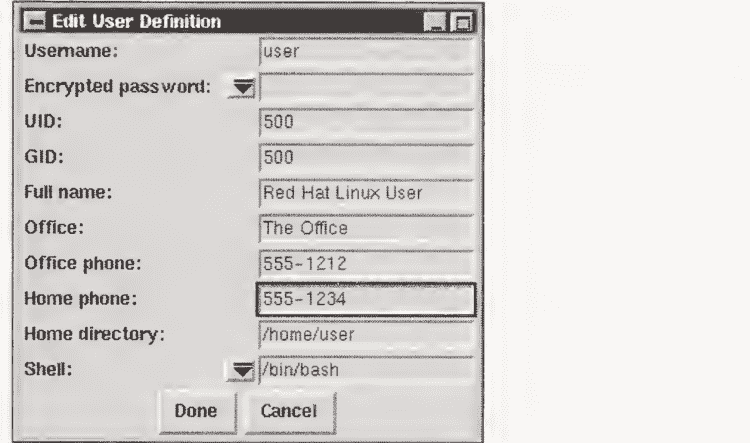 Edit User Definition
Username: user
Encrypted password:
UID: 500
GID: 500
Full name: Red Hat Linux User
Office: The Office
Office phone: 555-1212
Home phone: 555-1234
Home directory: /home/user
Shell: /bin/bash
Done Cancel